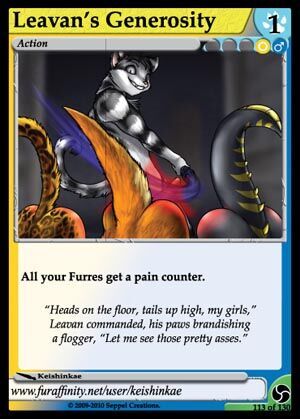 Leavan's Generosity
1
Action
All your Furres get a pain counter.
"Heads on the floor, tails up high, my girls,"
Leavan commanded, his paws brandishing
a flogger, "Let me see those pretty asses."
Keishinkae
www.furaffinity.net/user/keishinkae
© 2009-2010 Seppel Creations.
113 of 130